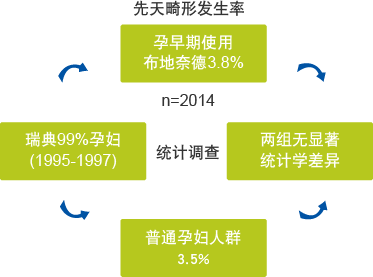 先天畸形发生率
孕早期使用
布地奈德3.8%
n=2014
瑞典99%孕妇
(1995-1997)
统计调查
两组无显著
统计学差异
普通孕妇人群
3.5%